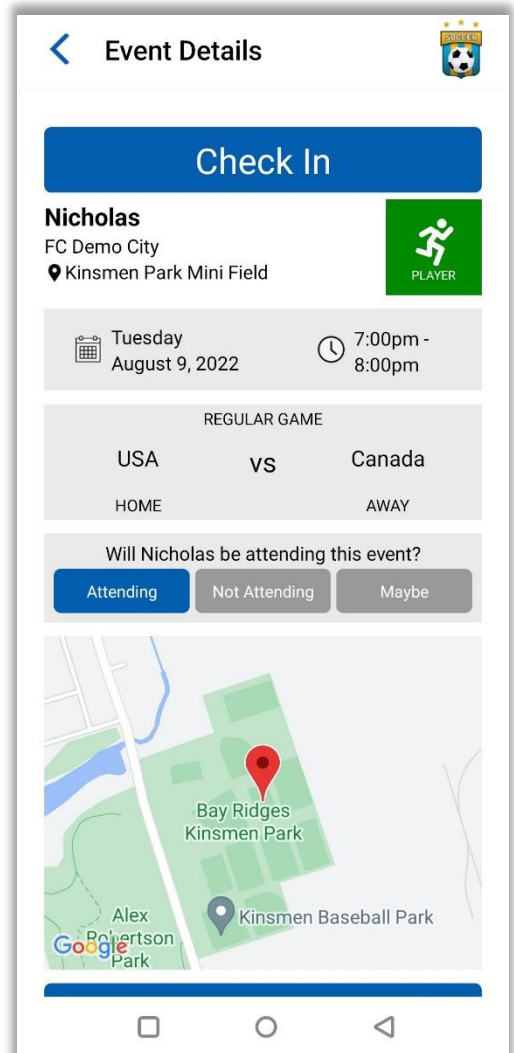 Event Details
SOCCER
Check In
Nicholas
FC Demo City
Kinsmen Park Mini Field
PLAYER
Tuesday
August 9, 2022
7:00pm -
8:00pm
REGULAR GAME
USA vs Canada
HOME AWAY
Will Nicholas be attending this event?
Attending Not Attending Maybe
Bay Ridges
Kinsmen Park
Kinsmen Baseball Park
Alex
Robertson
Park
Google